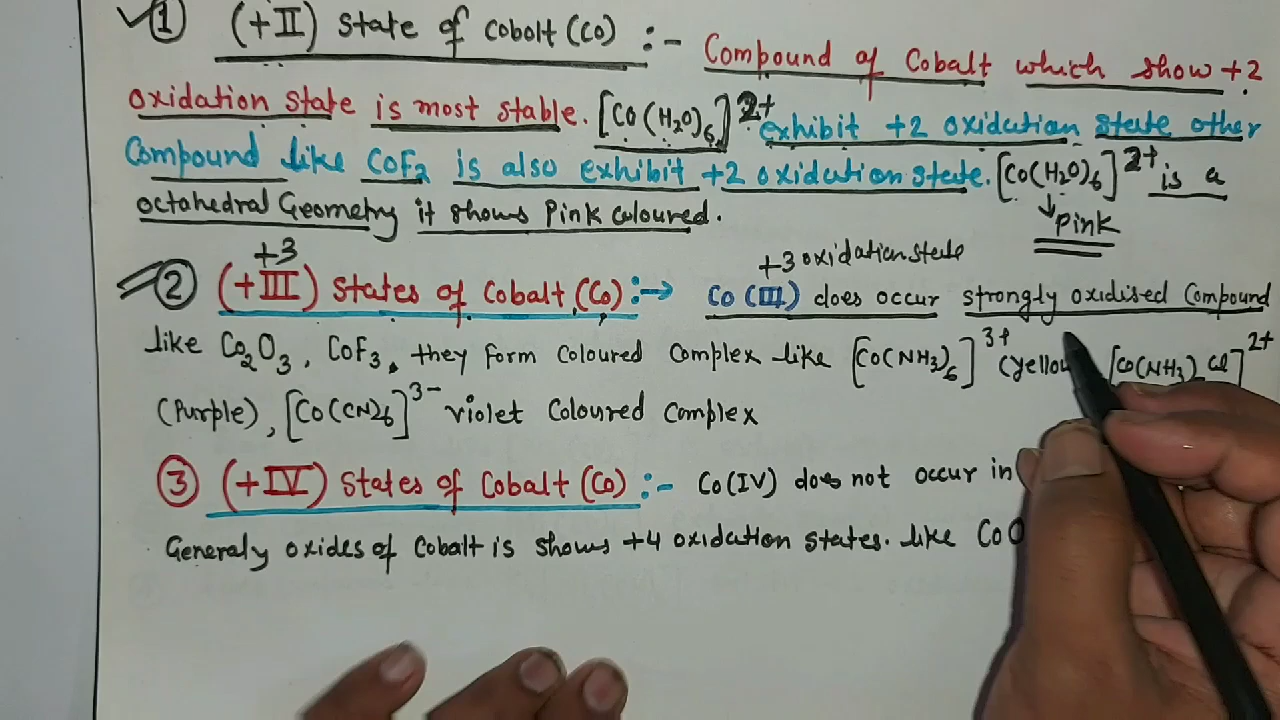 ① (+II) State of Cobolt (Co) :- Compound of Cobalt which show +2
oxidation state is most stable. [Co(H₂O)₆]²⁺ exhibit +2 oxidation state other
Compound like CoF₂ is also exhibit +2 oxidation state. [Co(H₂O)₆]²⁺ is a
octahedral Geometry it shows Pink coloured. ↳ Pink
+3 +3 oxidation state
② (+III) States of Cobalt (Co) :-> Co (III) does occur strongly oxidised Compound
like Co₂O₃, CoF₃, they form Coloured Complex like [Co(NH₃)₆]³⁺ (yellow [Co(NH₃)₅Cl]²⁺
(Purple), [Co(CN)₆]³⁻ violet Coloured Complex
③ (+IV) States of Cobalt (Co) :- Co(IV) does not occur in
Generaly oxides of Cobalt is shows +4 oxidation states. like CoO